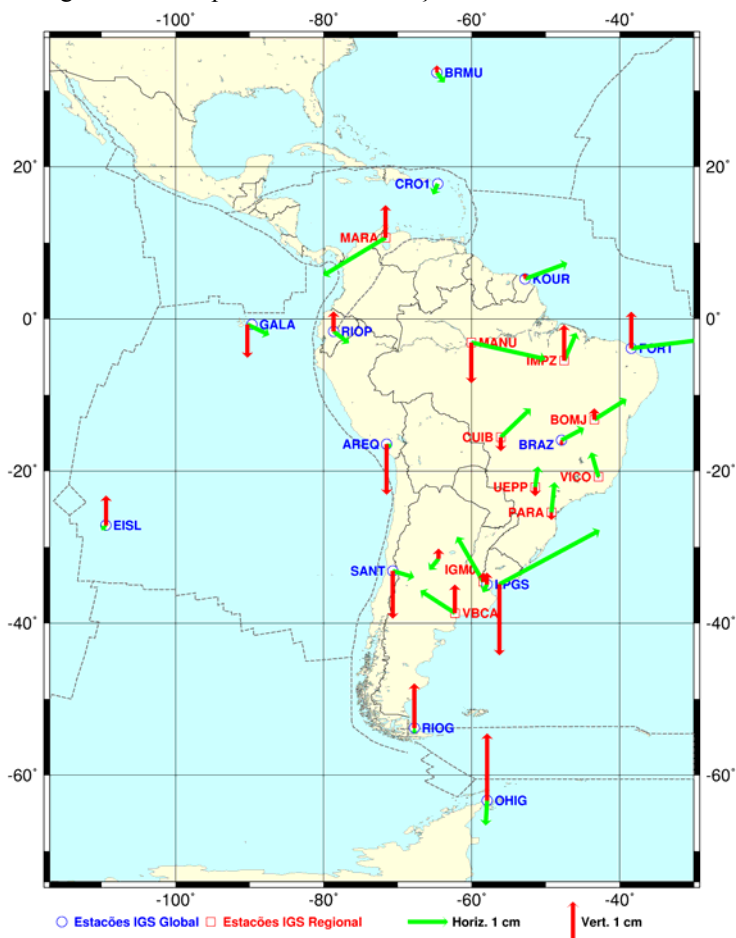 -100° -80° -60° -40°
BRMU
20° 20°
CRO1
MARA
KOUR
0° GALA RIOP 0°
MANU
FORT
IMPZ
BOMJ
CUIB BRAZ
AREQ
-20° -20°
VICO
UEPP
PARA
EISL
SANT IGM0 LPGS
VBCA
-40° -40°
RIOG
-60° -60°
OHIG
-100° -80° -60° -40°
Estacões IGS Global Estacões IGS Regional Horiz. 1 cm Vert. 1 cm